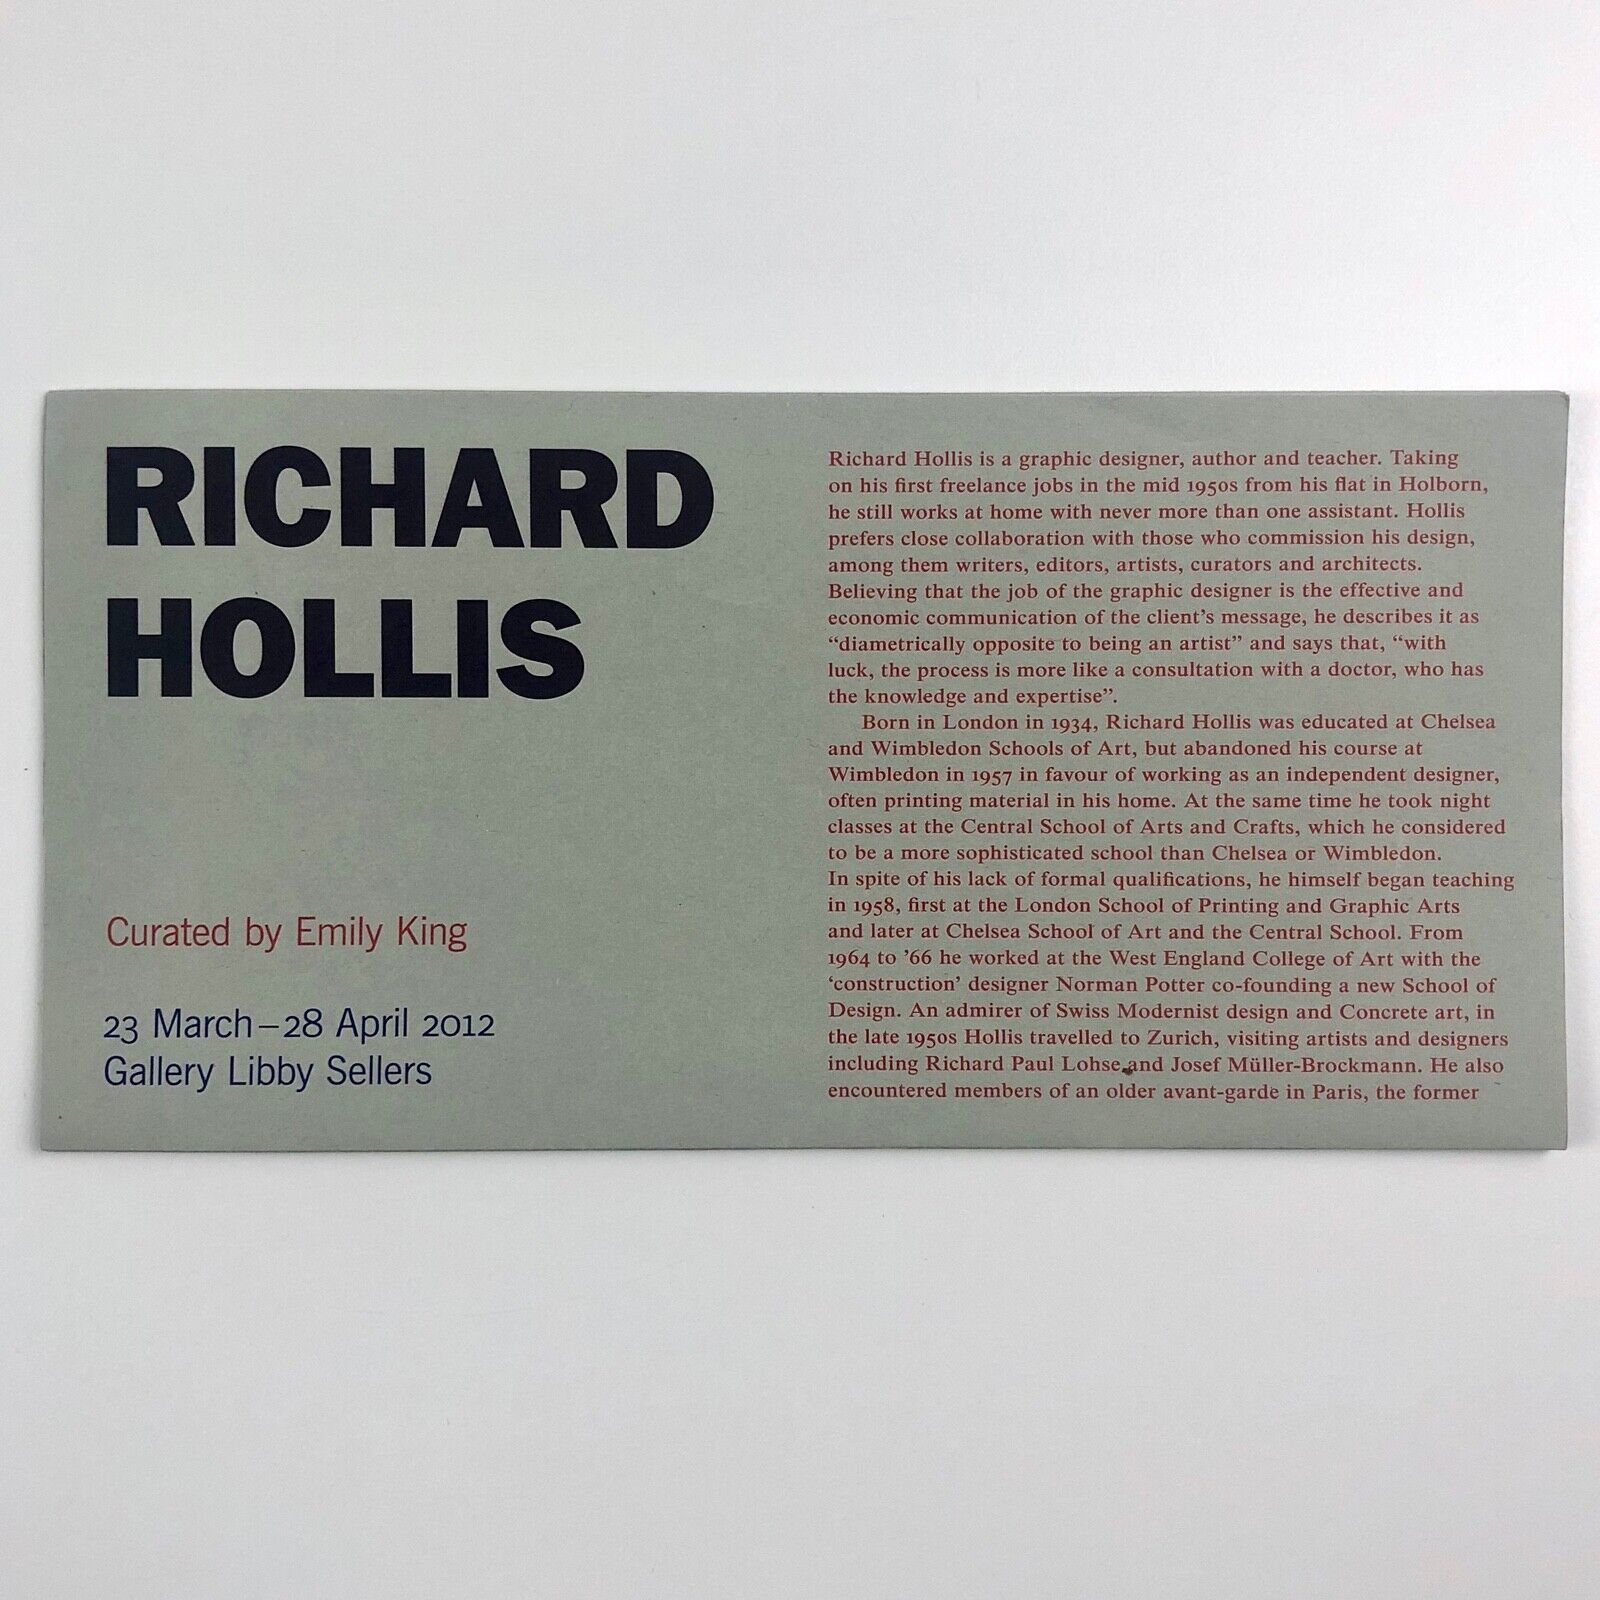 RICHARD
HOLLIS
Curated by Emily King
23 March – 28 April 2012
Gallery Libby Sellers
Richard Hollis is a graphic designer, author and teacher. Taking
on his first freelance jobs in the mid 1950s from his flat in Holborn,
he still works at home with never more than one assistant. Hollis
prefers close collaboration with those who commission his design,
among them writers, editors, artists, curators and architects.
Believing that the job of the graphic designer is the effective and
economic communication of the client’s message, he describes it as
“diametrically opposite to being an artist” and says that, “with
luck, the process is more like a consultation with a doctor, who has
the knowledge and expertise”.
Born in London in 1934, Richard Hollis was educated at Chelsea
and Wimbledon Schools of Art, but abandoned his course at
Wimbledon in 1957 in favour of working as an independent designer,
often printing material in his home. At the same time he took night
classes at the Central School of Arts and Crafts, which he considered
to be a more sophisticated school than Chelsea or Wimbledon.
In spite of his lack of formal qualifications, he himself began teaching
in 1958, first at the London School of Printing and Graphic Arts
and later at Chelsea School of Art and the Central School. From
1964 to ’66 he worked at the West England College of Art with the
‘construction’ designer Norman Potter co-founding a new School of
Design. An admirer of Swiss Modernist design and Concrete art, in
the late 1950s Hollis travelled to Zurich, visiting artists and designers
including Richard Paul Lohse and Josef Müller-Brockmann. He also
encountered members of an older avant-garde in Paris, the former